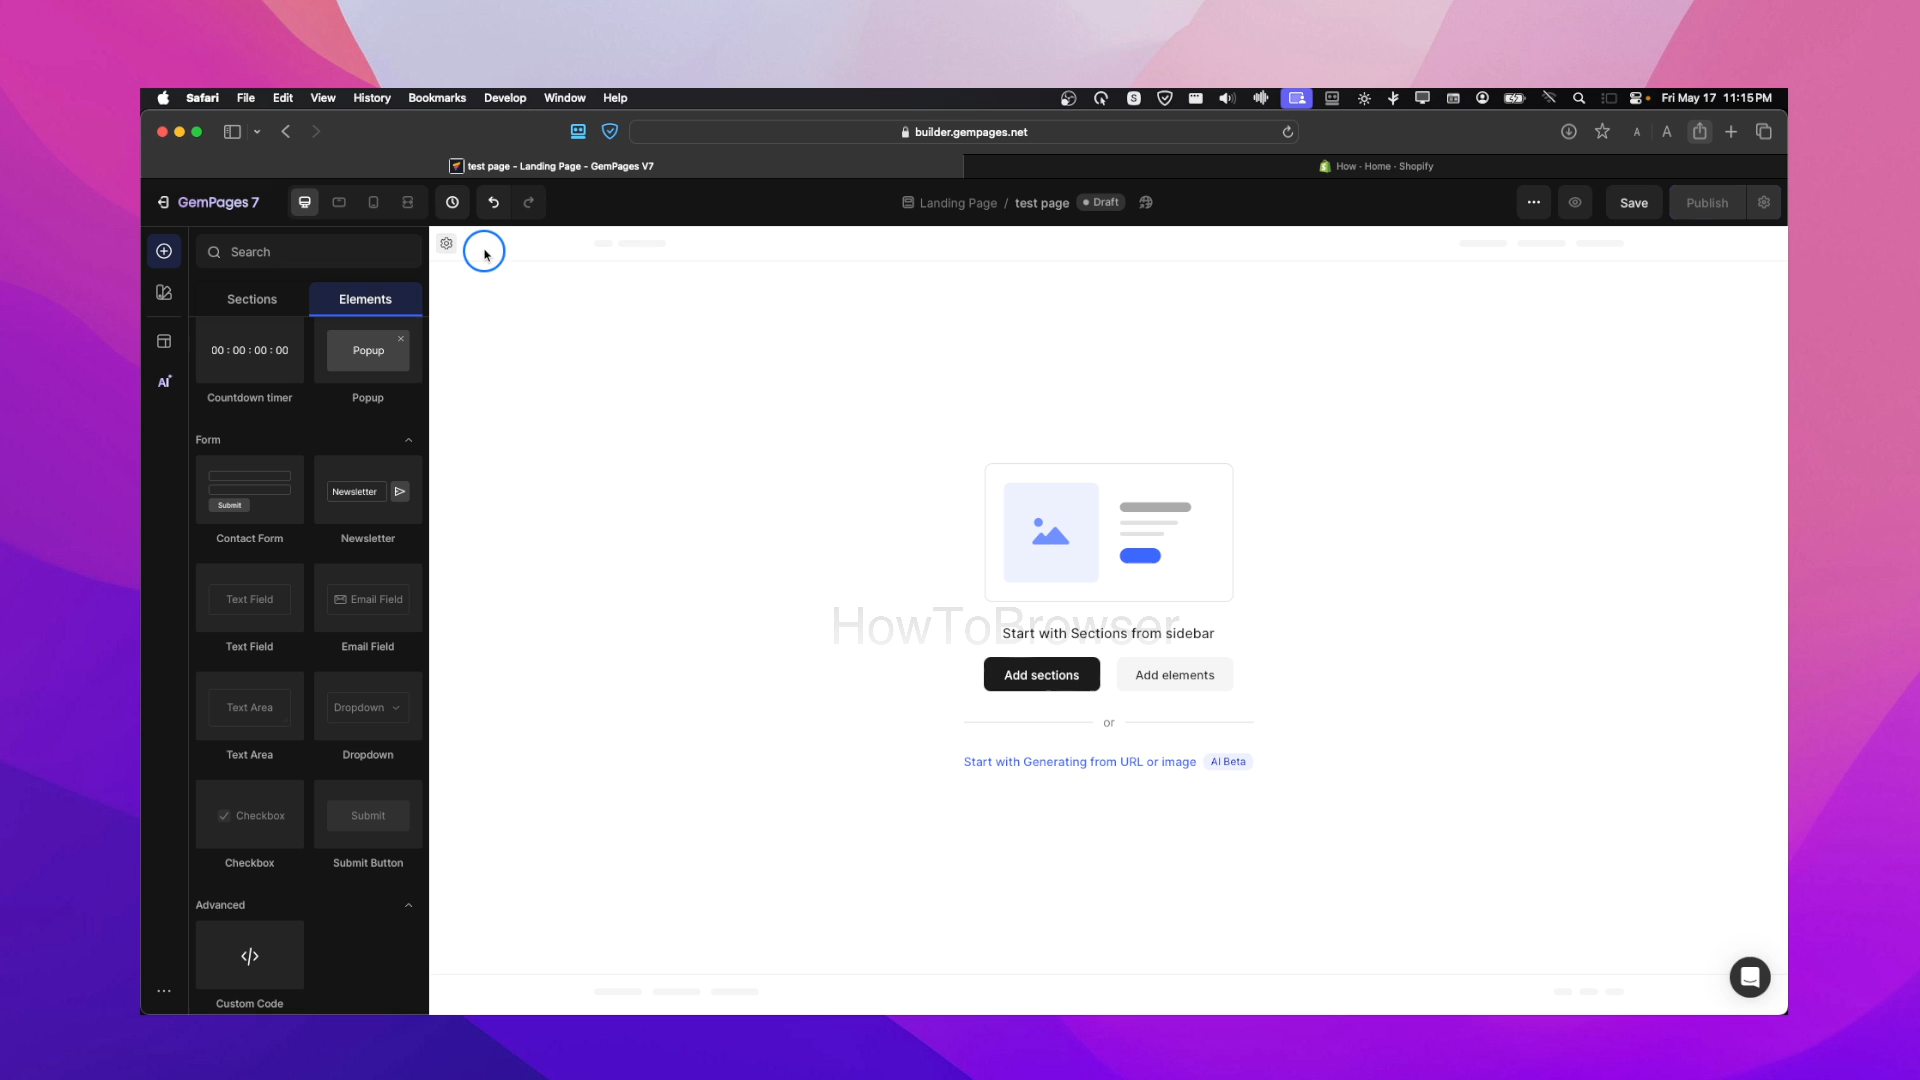 Safari File Edit View History Bookmarks Develop Window Help
S
Fri May 17 11:15 PM
builder.gempages.net
A A
test page - Landing Page - GemPages V7
How · Home · Shopify
GemPages 7
Landing Page / test page Draft
Save
Publish
Search
Sections
Elements
00 : 00 : 00 : 00
Popup
Countdown timer
Popup
Form
Submit
Newsletter
Contact Form
Newsletter
Text Field
Email Field
Text Field
Email Field
Text Area
Dropdown
Text Area
Dropdown
Checkbox
Submit
Checkbox
Submit Button
Advanced
</>
Custom Code
AI
HowToBrowser
Start with Sections from sidebar
Add sections
Add elements
or
Start with Generating from URL or image
AI Beta